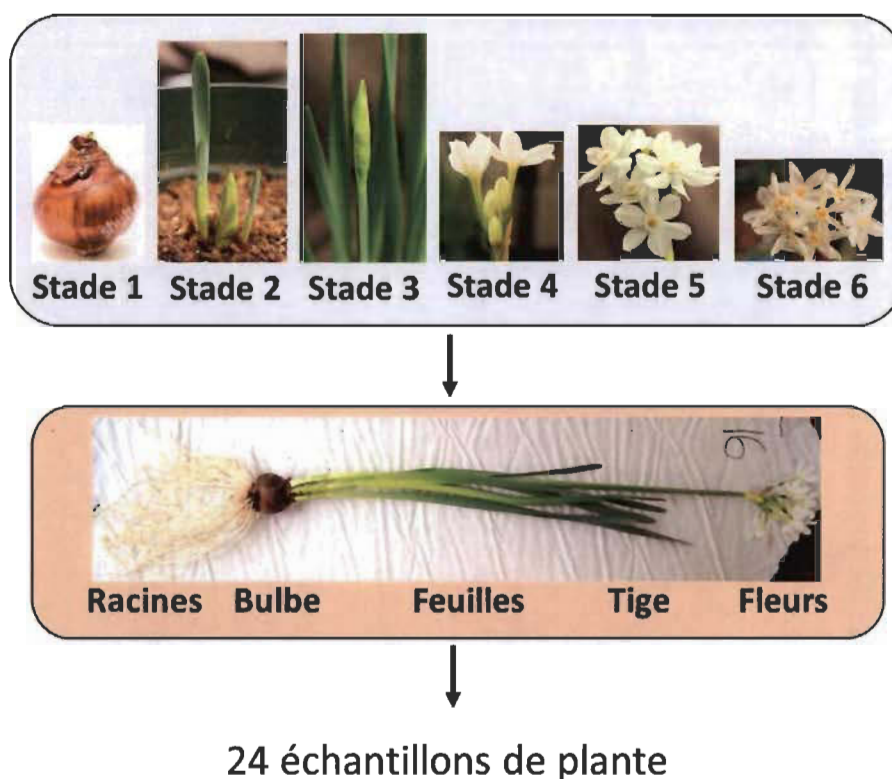 Stade 1 Stade 2 Stade 3 Stade 4 Stade 5 Stade 6
16
Racines Bulbe Feuilles Tige Fleurs
24 échantillons de plante